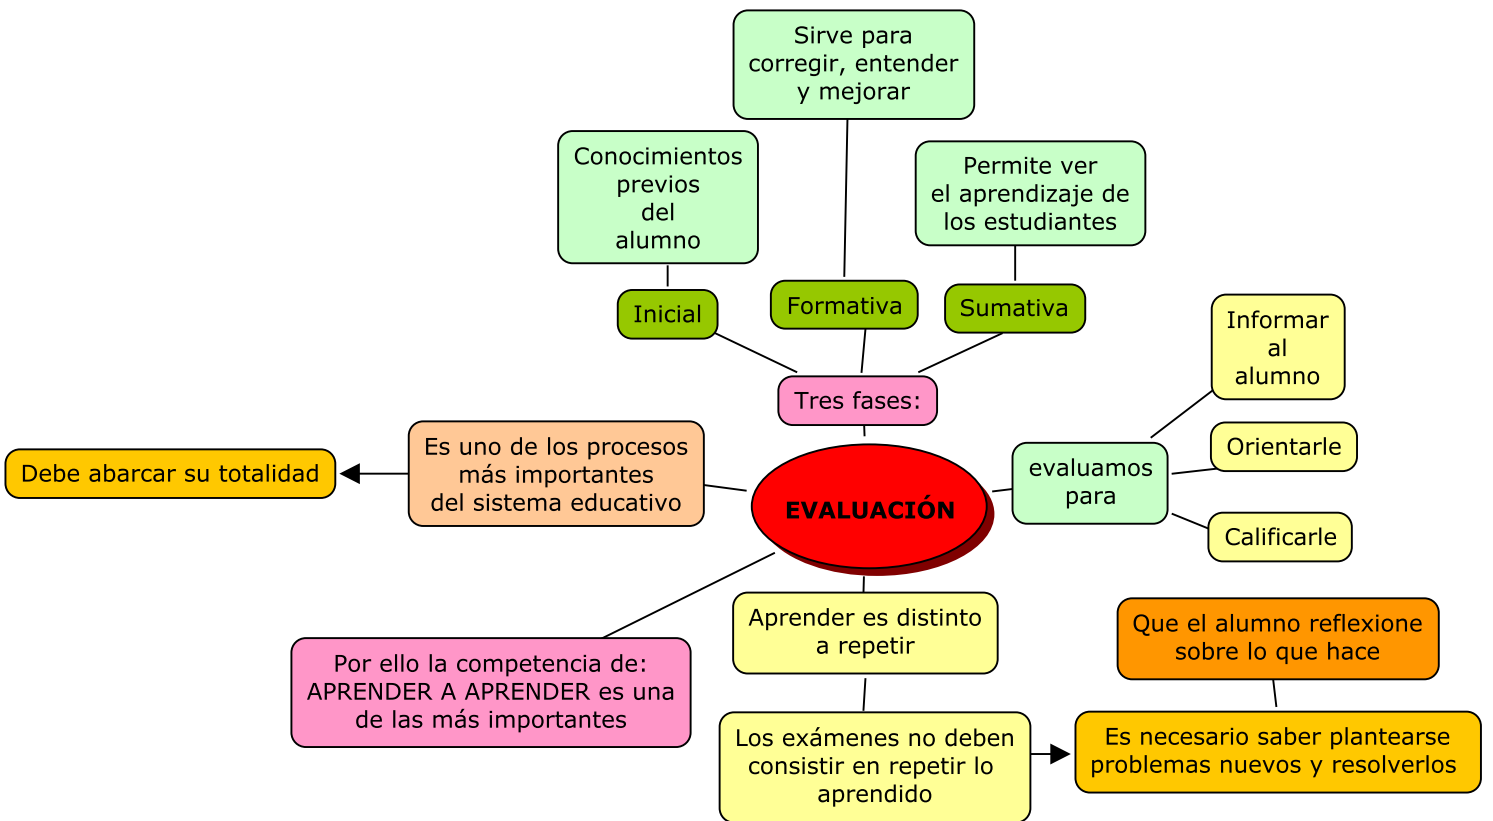 Sirve para
corregir, entender
y mejorar
Conocimientos
previos
del
alumno
Permite ver
el aprendizaje de
los estudiantes
Inicial
Formativa
Sumativa
Informar
al
alumno
Tres fases:
Es uno de los procesos
más importantes
del sistema educativo
Debe abarcar su totalidad
EVALUACIÓN
evaluamos
para
Orientarle
Calificarle
Aprender es distinto
a repetir
Que el alumno reflexione
sobre lo que hace
Por ello la competencia de:
APRENDER A APRENDER es una
de las más importantes
Los exámenes no deben
consistir en repetir lo
aprendido
Es necesario saber plantearse
problemas nuevos y resolverlos